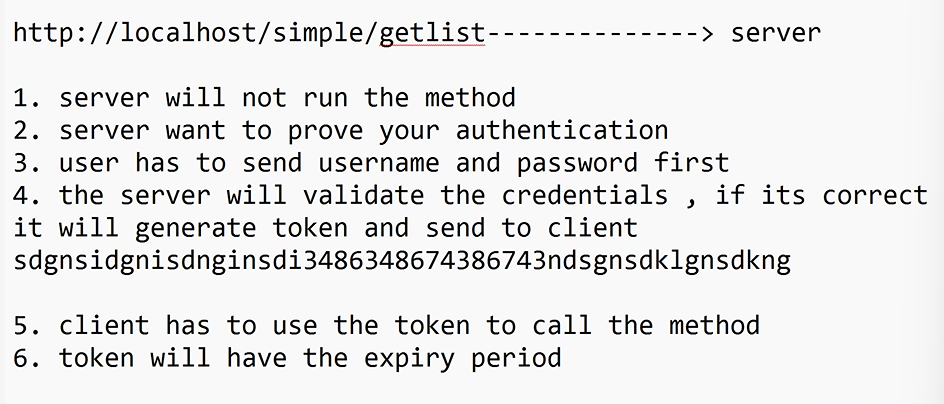 http://localhost/simple/getlist--------------> server
1. server will not run the method
2. server want to prove your authentication
3. user has to send username and password first
4. the server will validate the credentials , if its correct
it will generate token and send to client
sdgnsidgnisdnginsdi3486348674386743ndsgnsdklgnsdkng
5. client has to use the token to call the method
6. token will have the expiry period